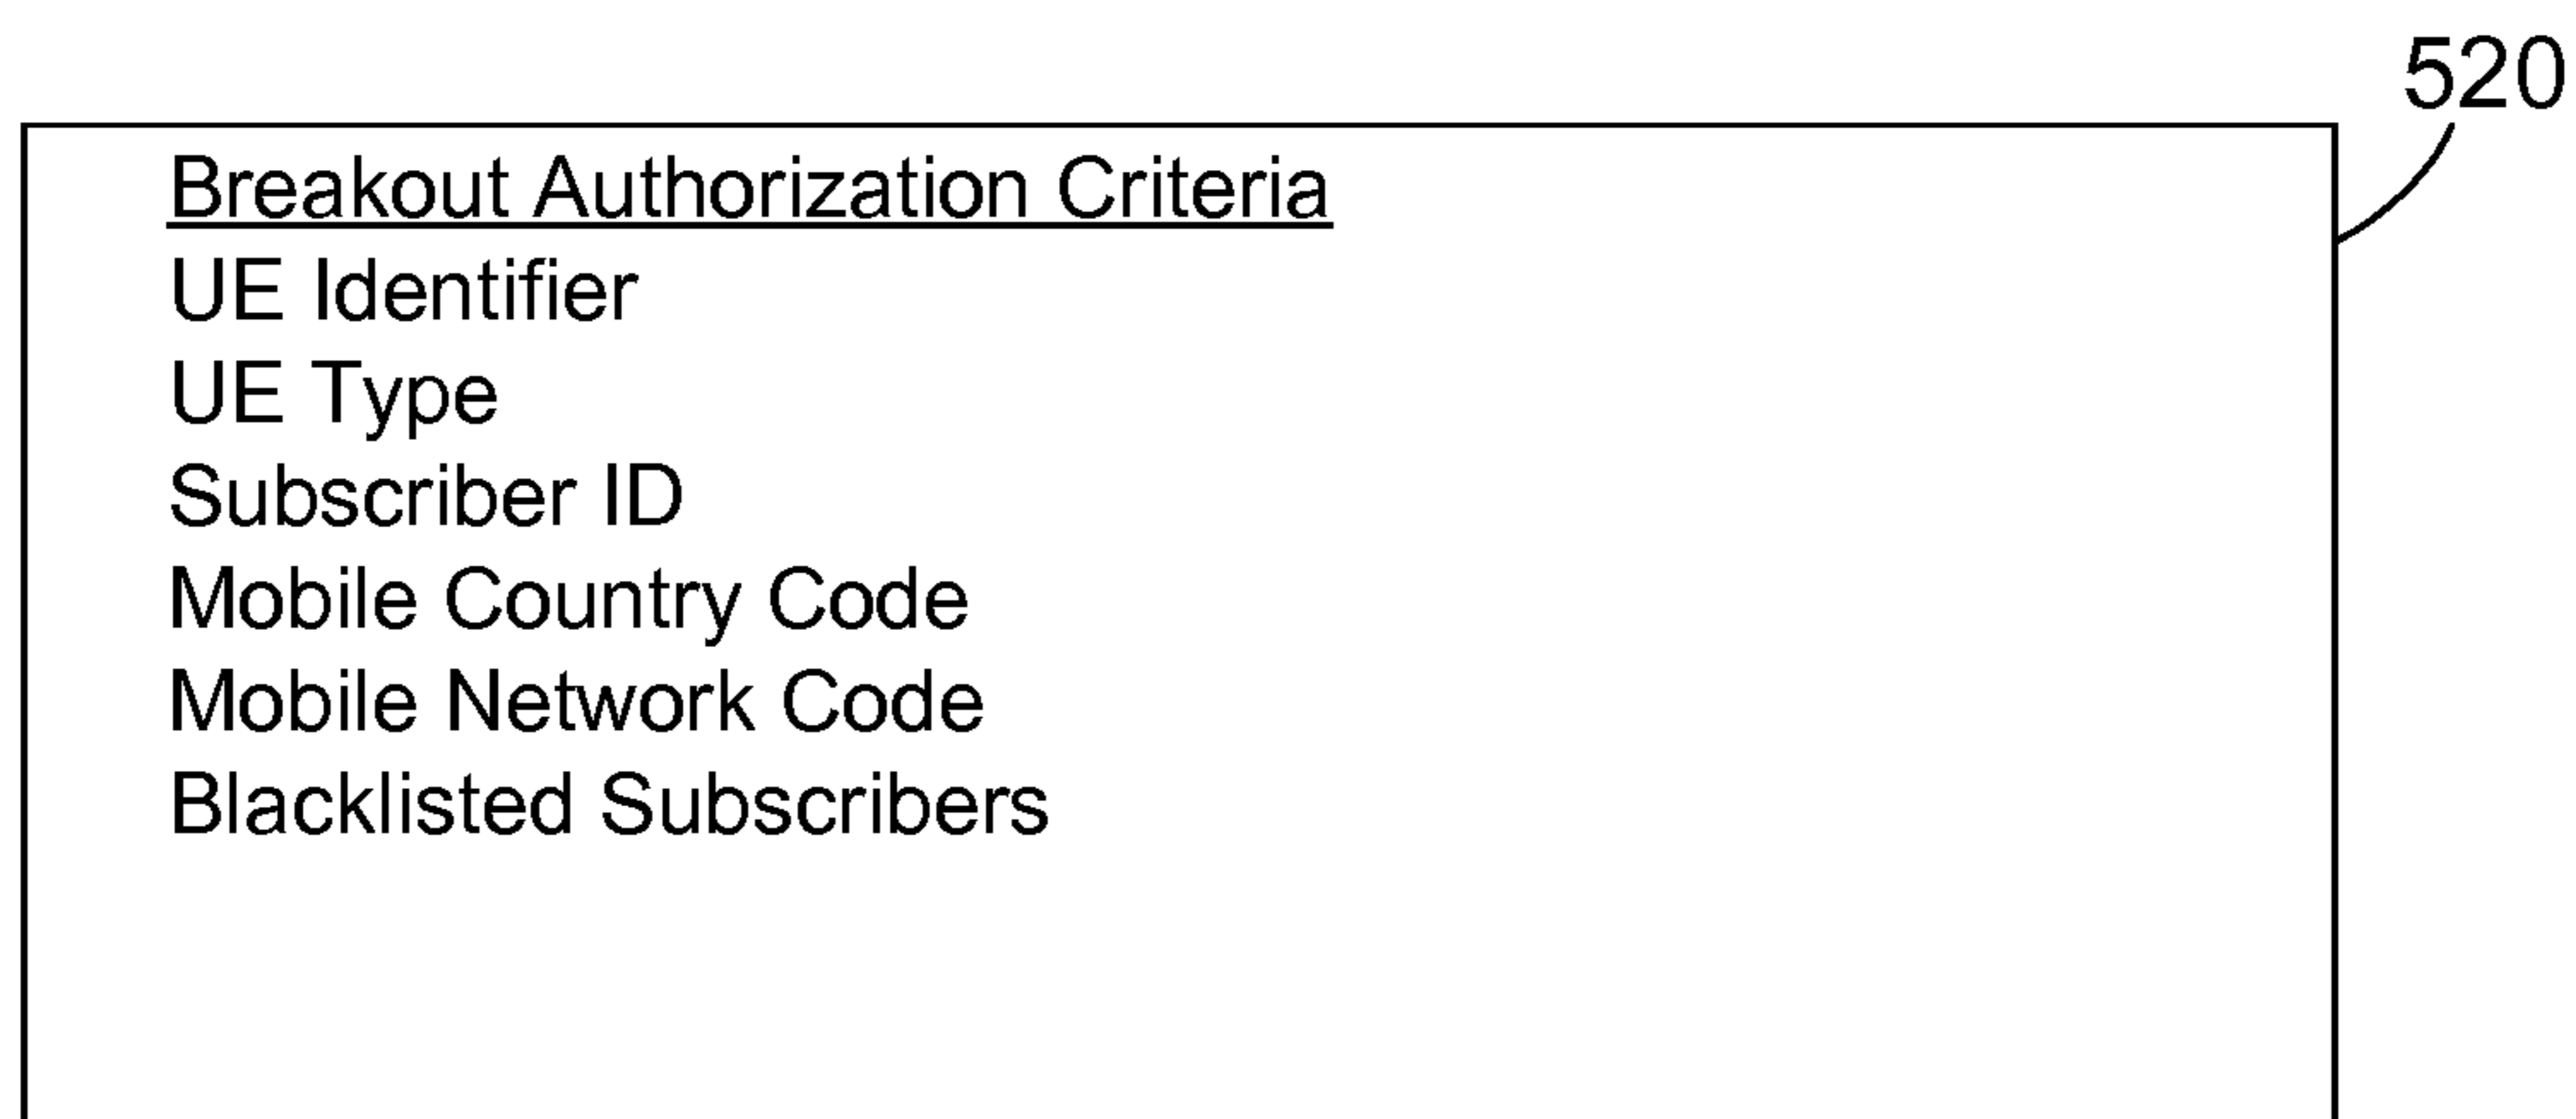 520
Breakout Authorization Criteria
UE Identifier
UE Type
Subscriber ID
Mobile Country Code
Mobile Network Code
Blacklisted Subscribers